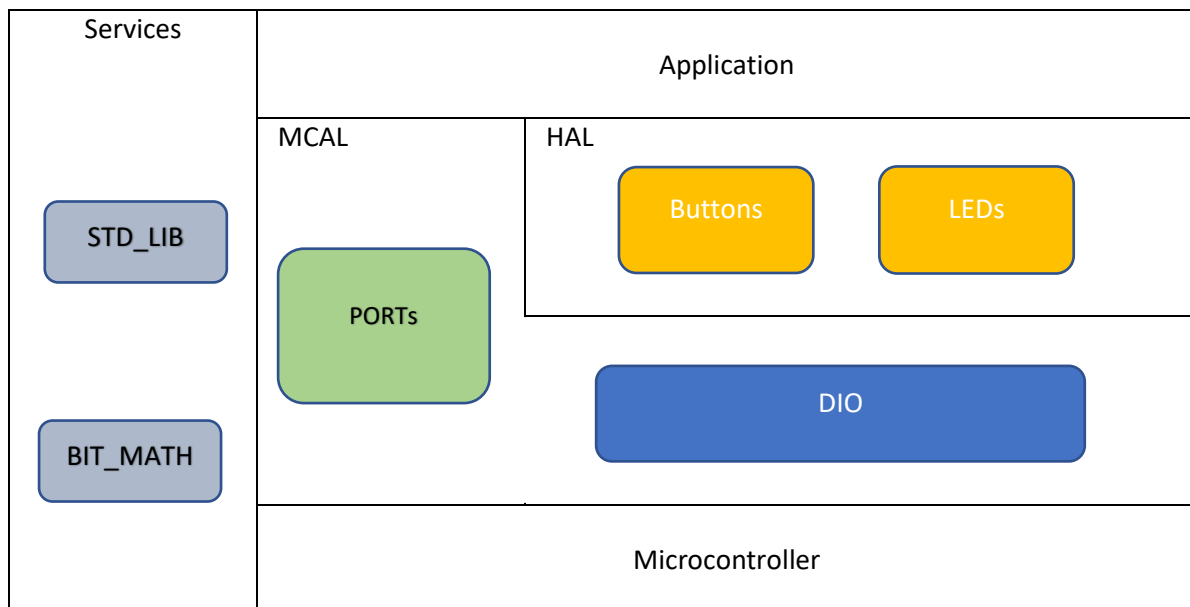 Services
Application
MCAL
HAL
Buttons
LEDs
STD_LIB
PORTs
DIO
BIT_MATH
Microcontroller